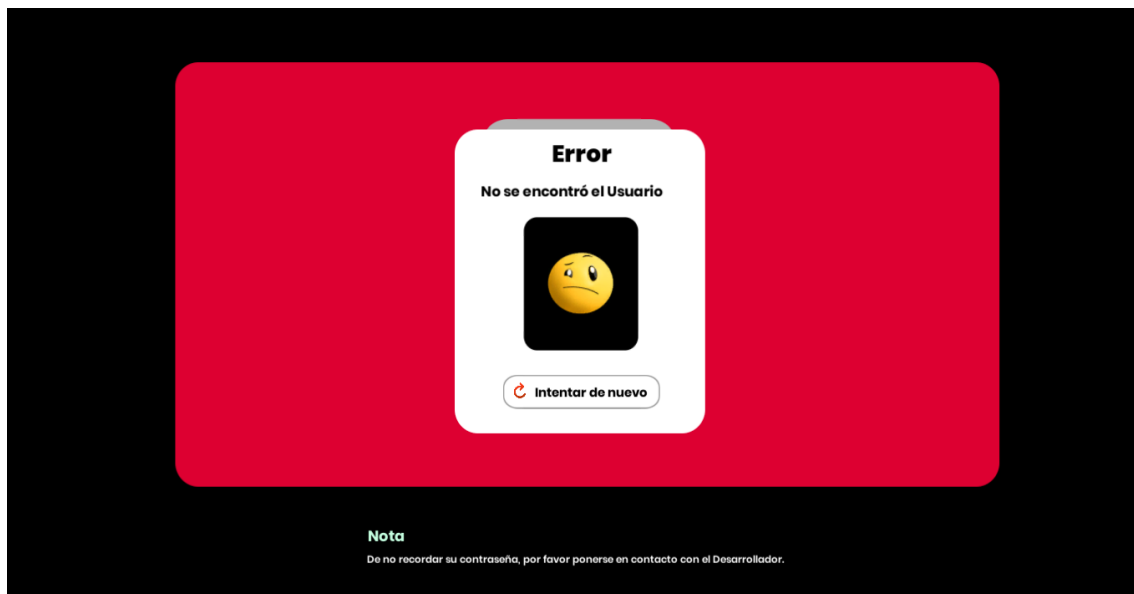 Error
No se encontró el Usuario
Intentar de nuevo
Nota
De no recordar su contraseña, por favor ponerse en contacto con el Desarrollador.